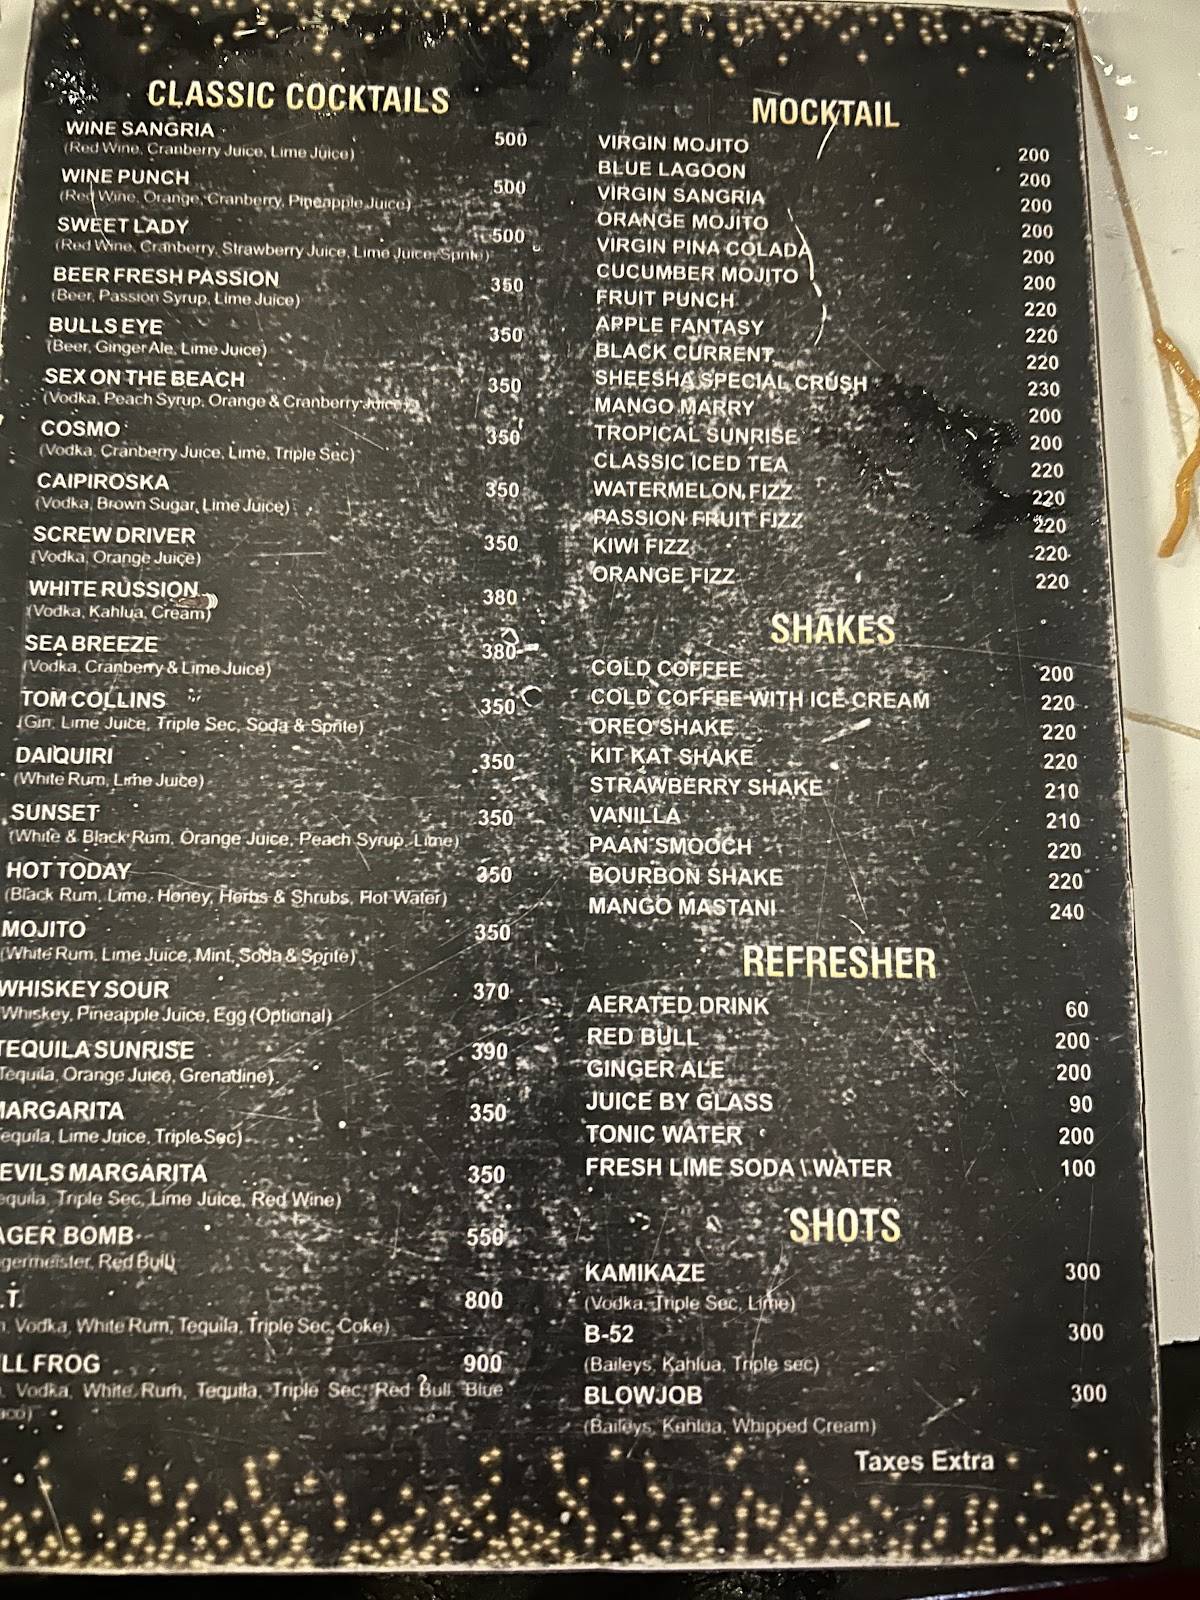 CLASSIC COCKTAILS
WINE SANGRIA 500
(Red Wine, Cranberry Juice, Lime Juice)
WINE PUNCH 500
(Red Wine, Orange, Cranberry, Pineapple Juice)
SWEET LADY 500
(Red Wine, Cranberry, Strawberry Juice, Lime Juice, Sprite)
BEER FRESH PASSION 350
(Beer, Passion Syrup, Lime Juice)
BULLS EYE 350
(Beer, Ginger Ale, Lime Juice)
SEX ON THE BEACH 350
(Vodka, Peach Syrup, Orange & Cranberry Juice)
COSMO 350
(Vodka, Cranberry Juice, Lime, Triple Sec)
CAIPIROSKA 350
(Vodka, Brown Sugar, Lime Juice)
SCREW DRIVER 350
(Vodka, Orange Juice)
WHITE RUSSION 380
(Vodka, Kahlua, Cream)
SEA BREEZE 380
(Vodka, Cranberry & Lime Juice)
TOM COLLINS 350
(Gin, Lime Juice, Triple Sec, Soda & Sprite)
DAIQUIRI 350
(White Rum, Lime Juice)
SUNSET 350
(White & Black Rum, Orange Juice, Peach Syrup, Lime)
HOT TODAY 350
(Black Rum, Lime, Honey, Herbs & Shrubs, Hot Water)
MOJITO 350
(White Rum, Lime Juice, Mint, Soda & Sprite)
WHISKEY SOUR 370
Whiskey, Pineapple Juice, Egg (Optional)
TEQUILA SUNRISE 390
Tequila, Orange Juice, Grenadine)
MARGARITA 350
equila, Lime Juice, Triple Sec)
EVILS MARGARITA 350
equila, Triple Sec, Lime Juice, Red Wine)
AGER BOMB 550
germeister, Red Bull)
.T. 800
, Vodka, White Rum, Tequila, Triple Sec, Coke)
LL FROG 900
, Vodka, White Rum, Tequila, Triple Sec, Red Bull, Blue
aco)
MOCKTAIL
VIRGIN MOJITO 200
BLUE LAGOON 200
VIRGIN SANGRIA 200
ORANGE MOJITO 200
VIRGIN PINA COLADA 200
CUCUMBER MOJITO 200
FRUIT PUNCH 220
APPLE FANTASY 220
BLACK CURRENT 220
SHEESHA SPECIAL CRUSH 230
MANGO MARRY 200
TROPICAL SUNRISE 200
CLASSIC ICED TEA 220
WATERMELON FIZZ 220
PASSION FRUIT FIZZ 220
KIWI FIZZ 220
ORANGE FIZZ 220
SHAKES
COLD COFFEE 200
COLD COFFEE WITH ICE CREAM 220
OREO SHAKE 220
KIT KAT SHAKE 220
STRAWBERRY SHAKE 210
VANILLA 210
PAAN SMOOCH 220
BOURBON SHAKE 220
MANGO MASTANI 240
REFRESHER
AERATED DRINK 60
RED BULL 200
GINGER ALE 200
JUICE BY GLASS 90
TONIC WATER 200
FRESH LIME SODA \ WATER 100
SHOTS
KAMIKAZE 300
(Vodka, Triple Sec, Lime)
B-52 300
(Baileys, Kahlua, Triple sec)
BLOWJOB 300
(Baileys, Kahlua, Whipped Cream)
Taxes Extra